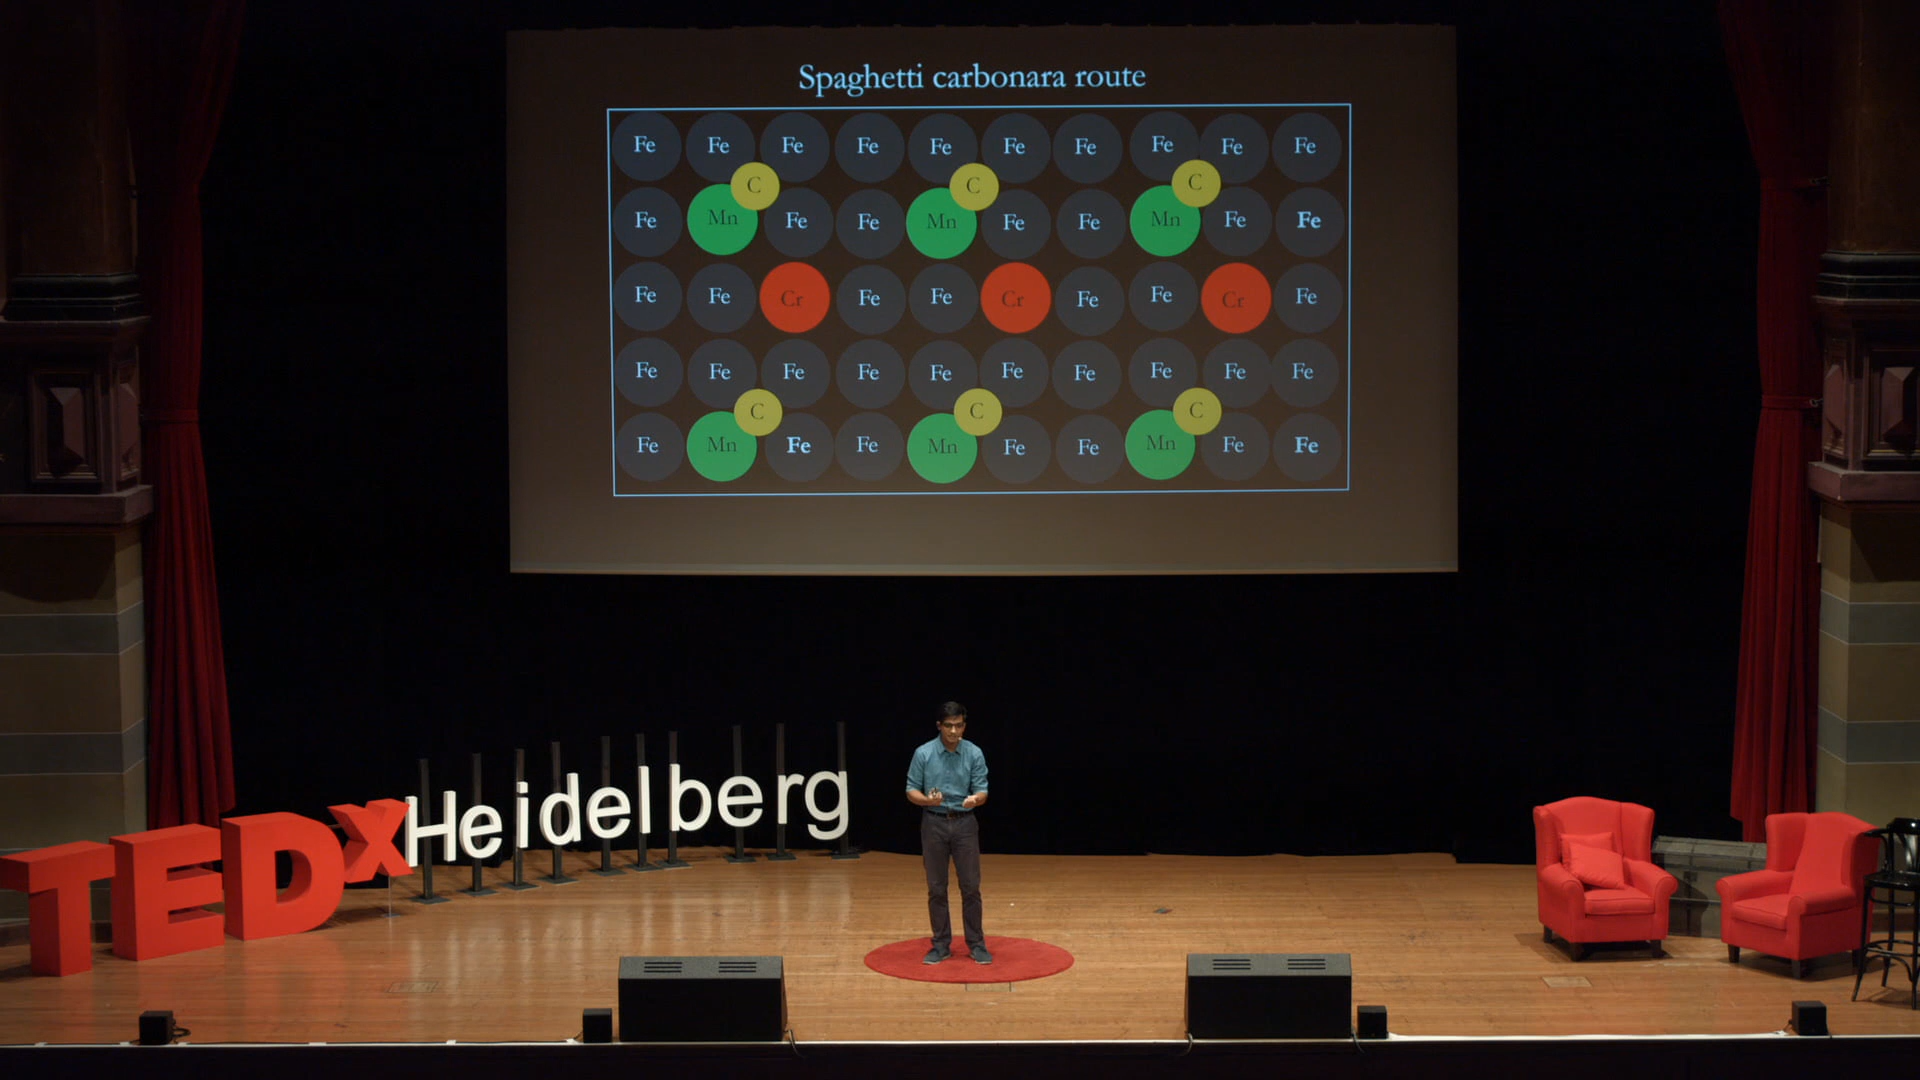 Spaghetti carbonara route
Fe Fe Fe Fe Fe Fe Fe Fe Fe Fe
C C C
Fe Mn Fe Fe Mn Fe Fe Mn Fe Fe
Fe Fe Cr Fe Fe Cr Fe Fe Cr Fe
Fe Fe Fe Fe Fe Fe Fe Fe Fe Fe
C C C
Fe Mn Fe Fe Mn Fe Fe Mn Fe Fe
TEDxHeidelberg